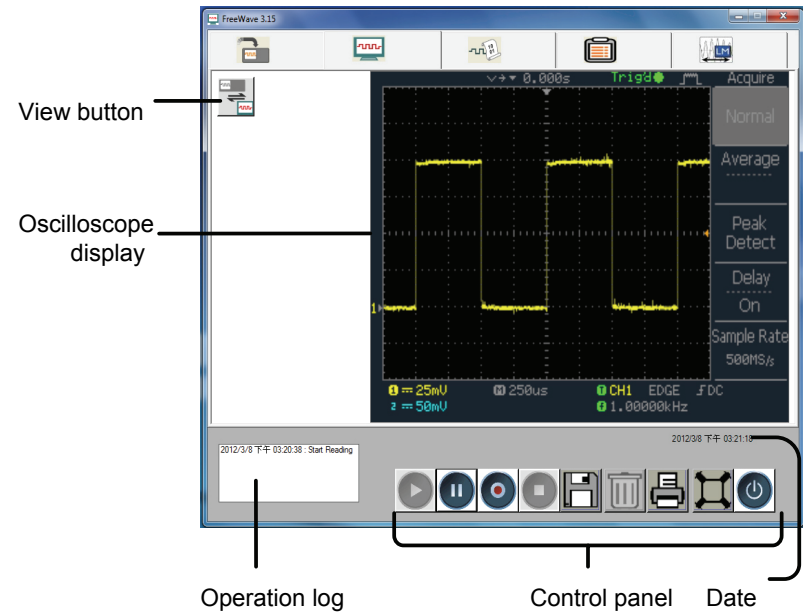 FreeWave 3.15
View button
Oscilloscope
display
0.000s Trig'd Acquire
Normal
Average
Peak
Detect
Delay
On
Sample Rate
500MS/s
1
1 25mV M 250us T CH1 EDGE DC
2 50mV f 1.00000kHz
2012/3/8 下午 03:21:18
2012/3/8 下午 03:20:38 : Start Reading
Operation log
Control panel
Date